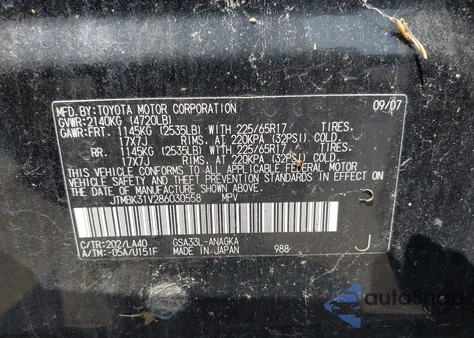 MFD.BY:TOYOTA MOTOR CORPORATION 09/07
GVWR:2140KG (4720LB)
GAWR:FRT. 1145KG (2535LB) WITH 225/65R17 TIRES.
17X7J RIMS. AT 220KPA (32PSI) COLD.
RR. 1145KG (2535LB) WITH 225/65R17 TIRES.
17X7J RIMS. AT 220KPA (32PSI) COLD.
THIS VEHICLE CONFORMS TO ALL APPLICABLE FEDERAL MOTOR
VEHICLE SAFETY AND THEFT PREVENTION STANDARDS IN EFFECT ON
THE DATE OF MANUFACTURE SHOWN ABOVE.
JTMBK31V286030558 MPV
J
C/TR:202/LA40 GSA33L-ANAGKA
A/TM:-05A/U151F MADE IN JAPAN 988
J
autoSnap